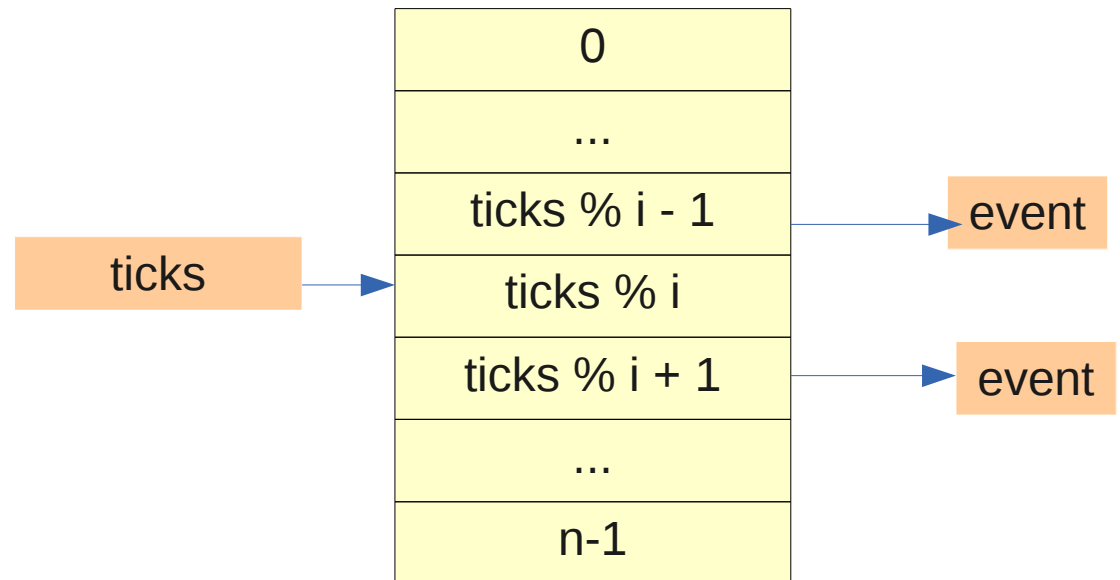 0
...
ticks % i - 1
event
ticks
ticks % i
ticks % i + 1
event
...
n-1